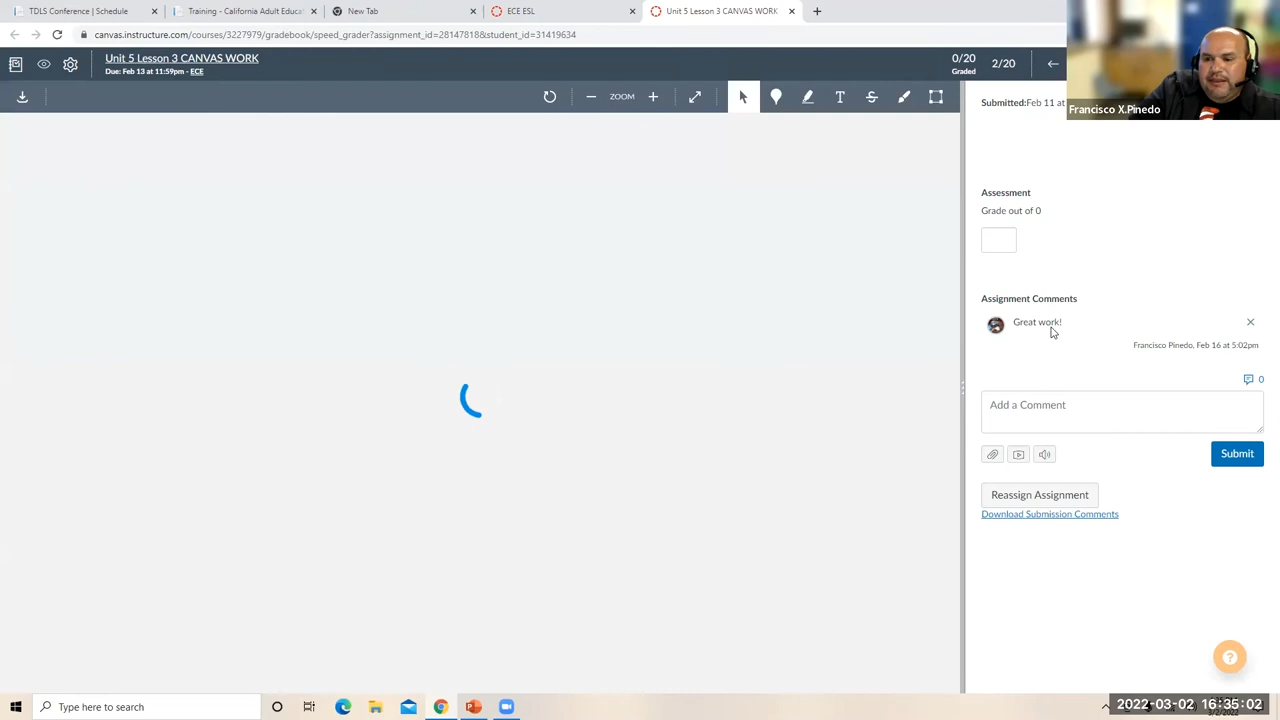 TDLS Conference | Schedule
Training - California Adult Educa
New Tab
ECE ESL
Unit 5 Lesson 3 CANVAS WORK
canvas.instructure.com/courses/3227979/gradebook/speed_grader?assignment_id=28147818&student_id=31419634
Unit 5 Lesson 3 CANVAS WORK
Due: Feb 13 at 11:59pm - ECE
0/20
Graded
2/20
ZOOM
T
Submitted:Feb 11 at
Francisco X.Pinedo
Assessment
Grade out of 0
Assignment Comments
Great work!
Francisco Pinedo, Feb 16 at 5:02pm
0
Add a Comment
Submit
Reassign Assignment
Download Submission Comments
Type here to search
2022-03-02 16:35:02